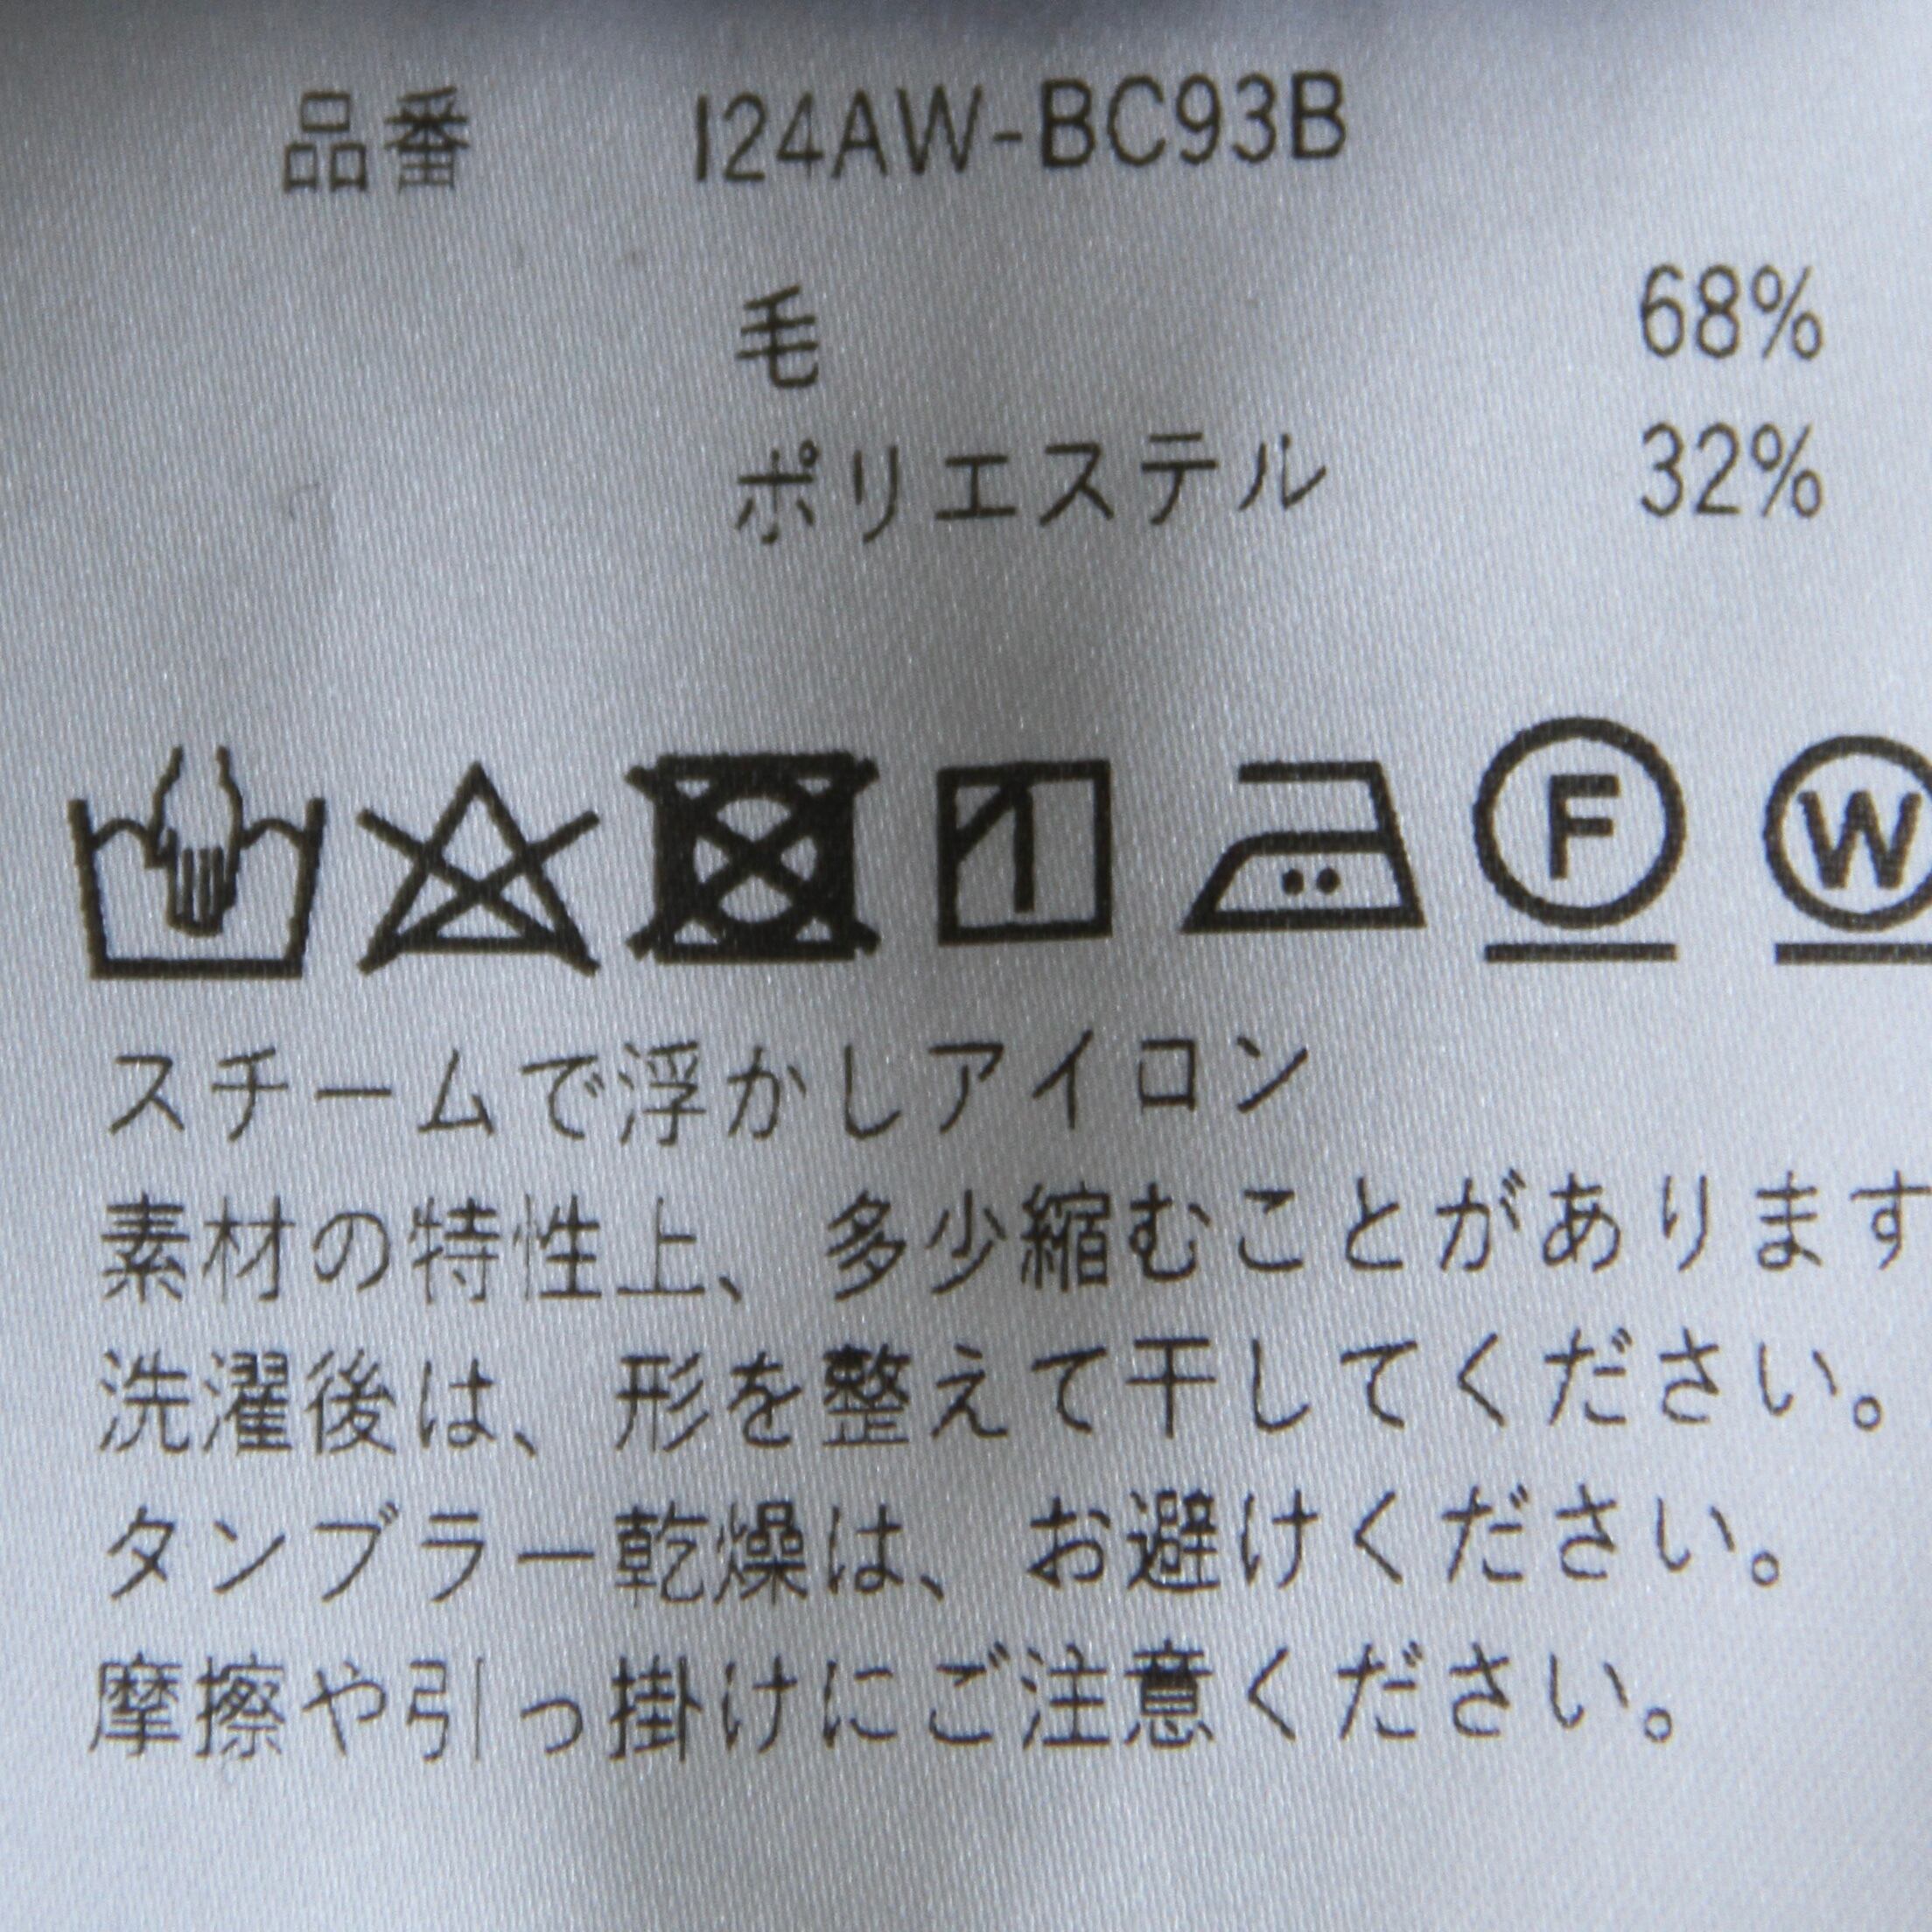 品番 I24AW-BC93B
毛 68%
ポリエステル 32%
F W
スチームで浮かしアイロン
素材の特性上、多少縮むことがあります
洗濯後は、形を整えて干してください。
タンブラー乾燥は、お避けください。
摩擦や引っ掛けにご注意ください。